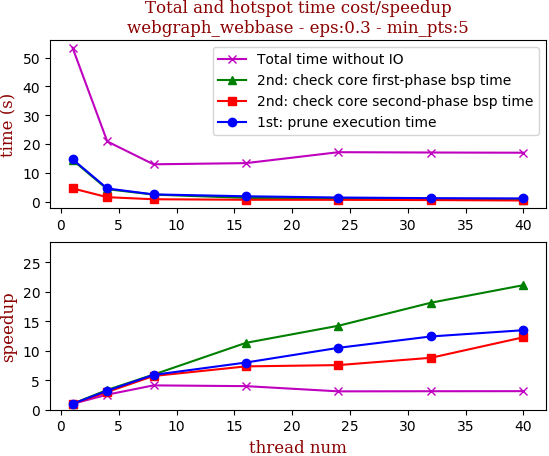 Total and hotspot time cost/speedup
webgraph_webbase - eps:0.3 - min_pts:5
time (s)
50
40
30
20
10
0
Total time without IO
2nd: check core first-phase bsp time
2nd: check core second-phase bsp time
1st: prune execution time
0 5 10 15 20 25 30 35 40
speedup
25
20
15
10
5
0
0 5 10 15 20 25 30 35 40
thread num